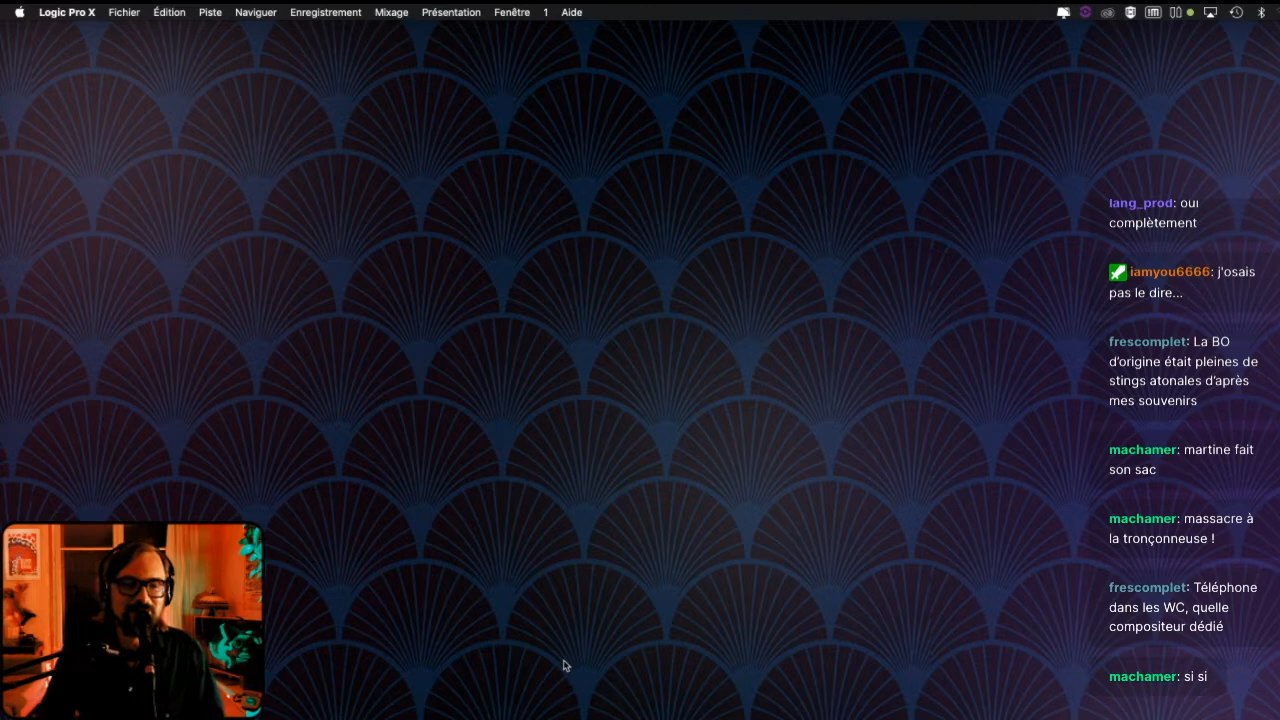 Logic Pro X Fichier Édition Piste Naviguer Enregistrement Mixage Présentation Fenêtre 1 Aide
lang_prod: oui
complètement
iamyou6666: j'osais
pas le dire...
frescomplet: La BO
d'origine était pleines de
stings atonales d'après
mes souvenirs
machamer: martine fait
son sac
machamer: massacre à
la tronçonneuse !
frescomplet: Téléphone
dans les WC, quelle
compositeur dédié
machamer: si si